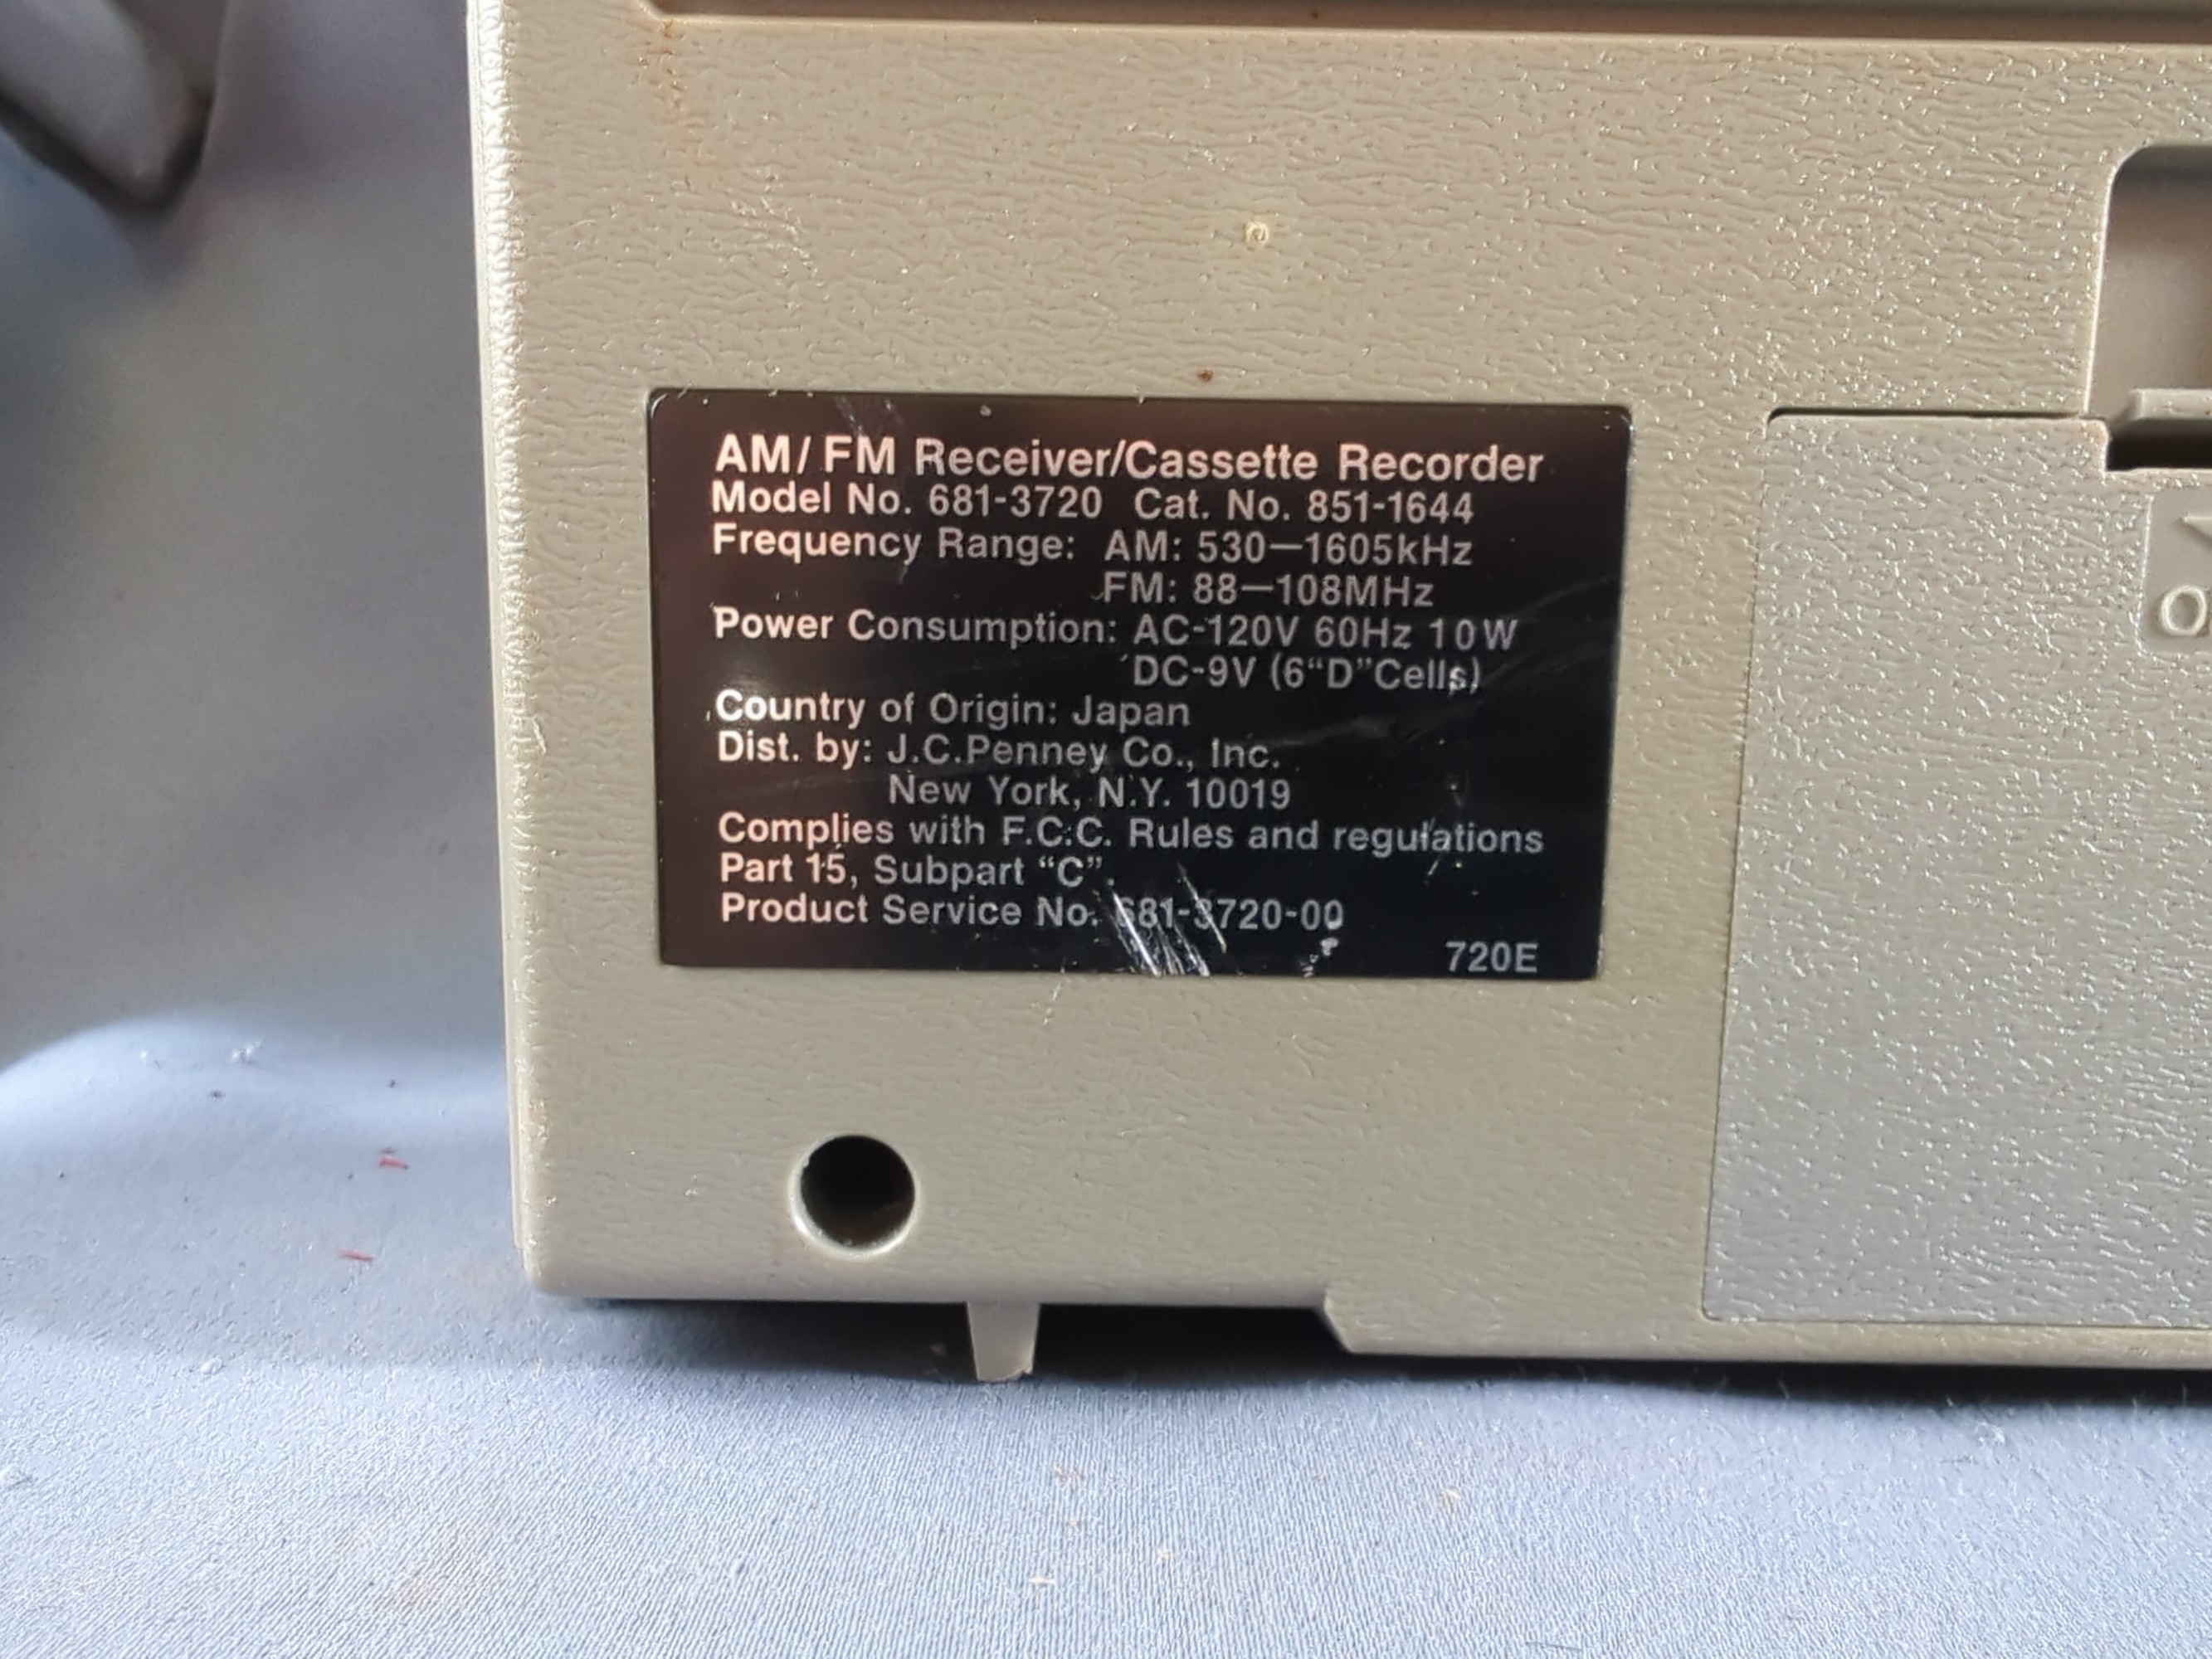 AM/FM Receiver/Cassette Recorder
Model No. 681-3720 Cat. No. 851-1644
Frequency Range: AM: 530—1605kHz
FM: 88—108MHz
Power Consumption: AC-120V 60Hz 10W
DC-9V (6“D”Cells)
Country of Origin: Japan
Dist. by: J.C.Penney Co., Inc.
New York, N.Y. 10019
Complies with F.C.C. Rules and regulations
Part 15, Subpart “C”.
Product Service No. 681-3720-00
720E